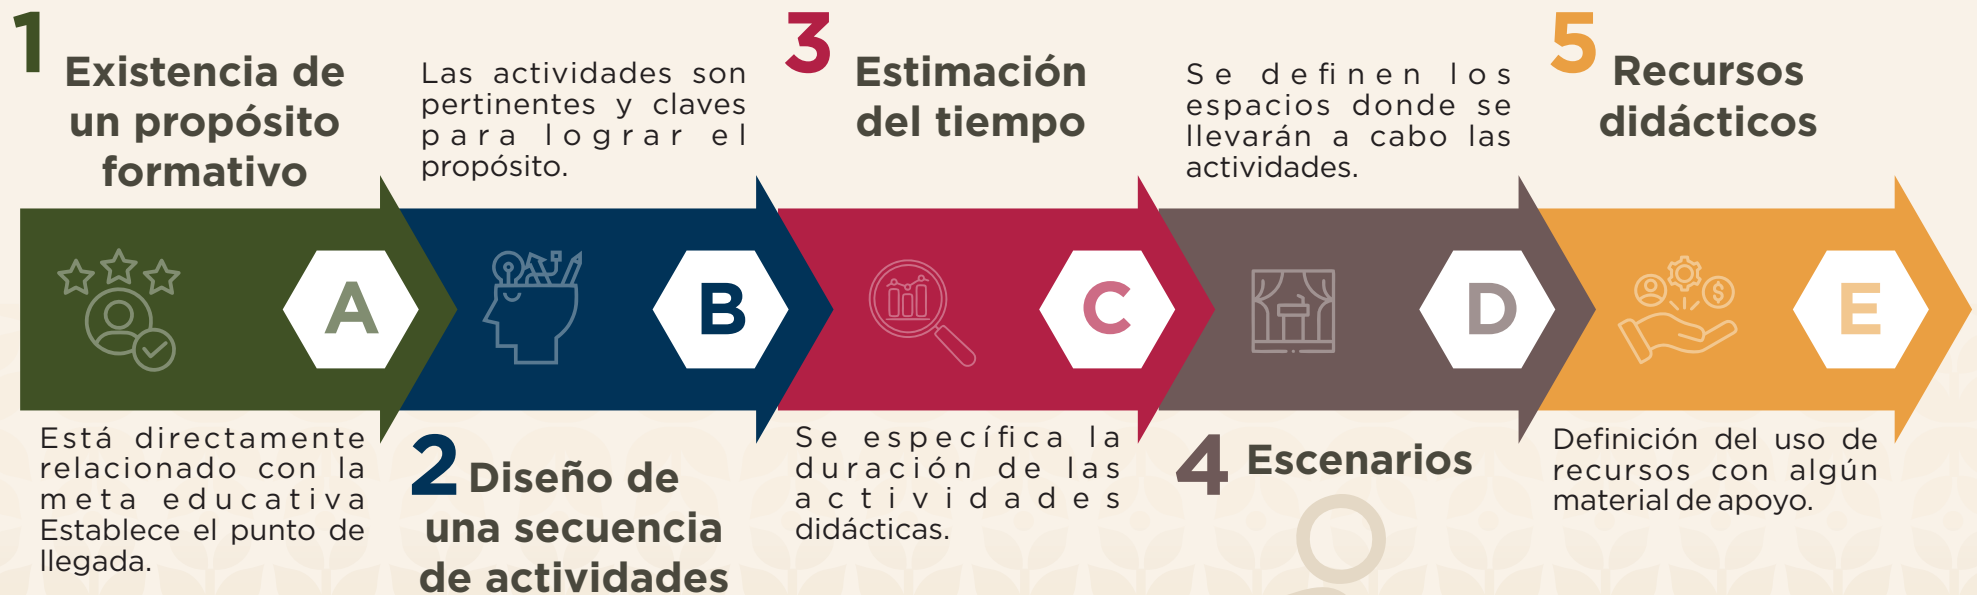 1
Existencia de
un propósito
formativo
A
Está directamente
relacionado con la
meta educativa
Establece el punto de
llegada.
Las actividades son
pertinentes y claves
para lograr el
propósito.
B
2
Diseño de
una secuencia
de actividades
3
Estimación
del tiempo
C
Se específica la
duración de las
actividades
didácticas.
Se definen los
espacios donde se
llevarán a cabo las
actividades.
D
4
Escenarios
5
Recursos
didácticos
E
Definición del uso de
recursos con algún
material de apoyo.